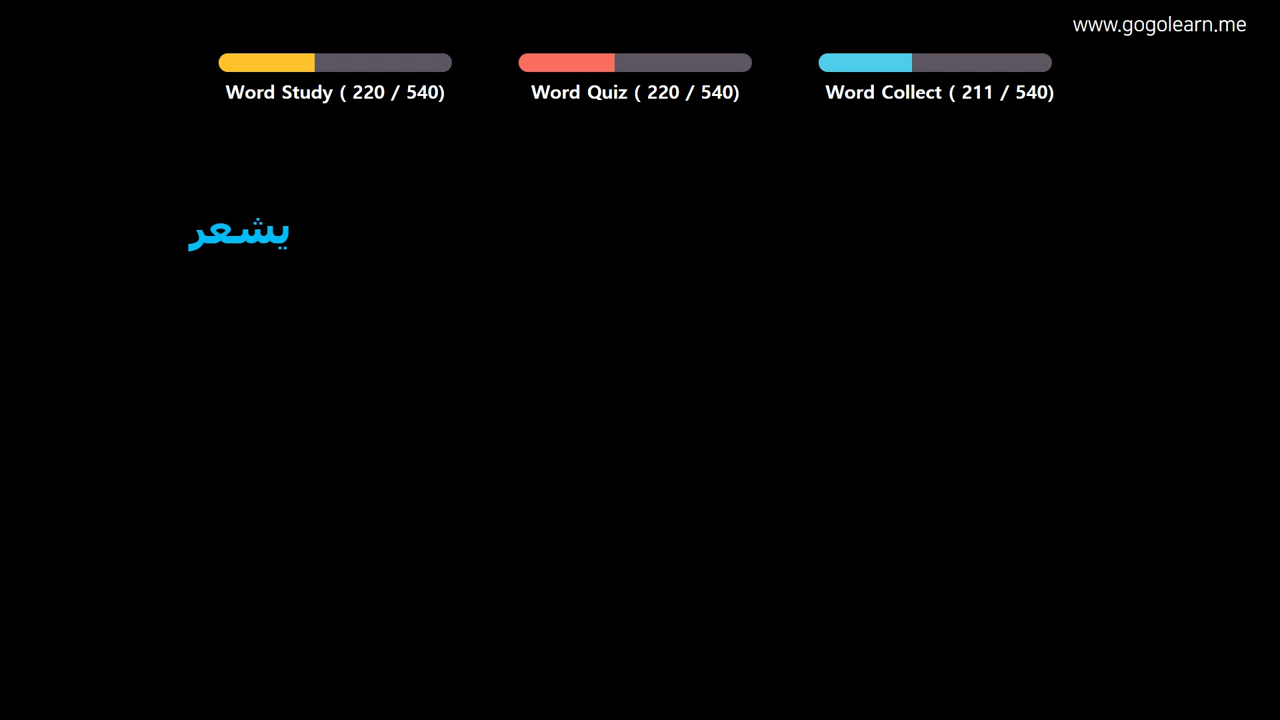 www.gogolearn.me
Word Study ( 220 / 540)
Word Quiz ( 220 / 540)
Word Collect ( 211 / 540)
يشعر